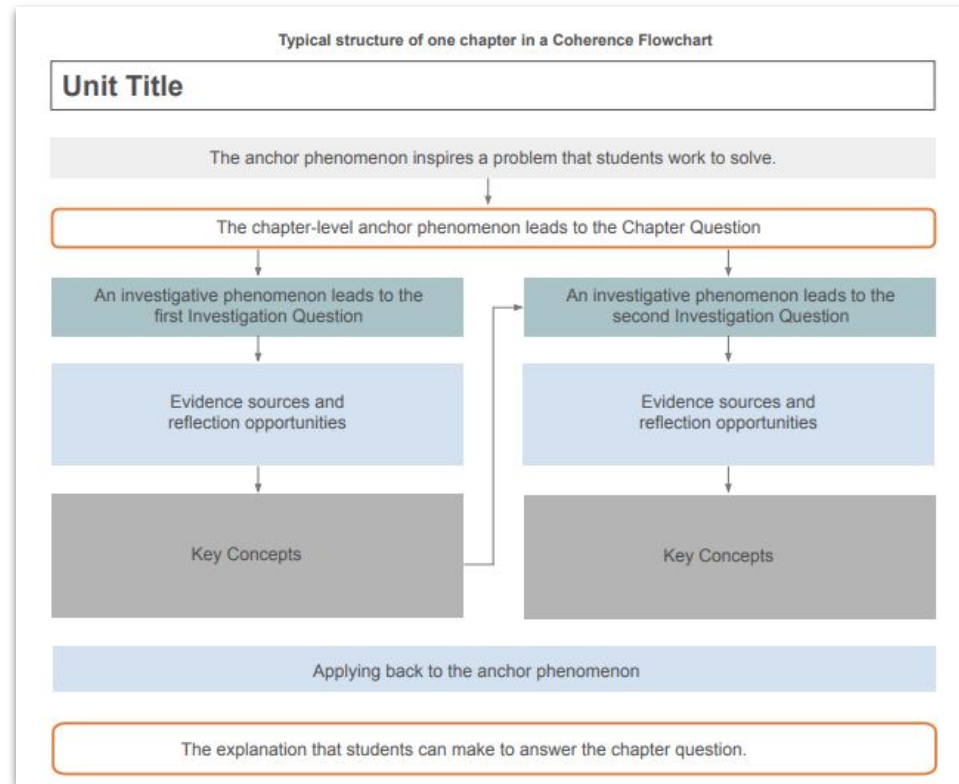 Typical structure of one chapter in a Coherence Flowchart
Unit Title
The anchor phenomenon inspires a problem that students work to solve.
The chapter-level anchor phenomenon leads to the Chapter Question
An investigative phenomenon leads to the
first Investigation Question
Evidence sources and
reflection opportunities
Key Concepts
An investigative phenomenon leads to the
second Investigation Question
Evidence sources and
reflection opportunities
Key Concepts
Applying back to the anchor phenomenon
The explanation that students can make to answer the chapter question.